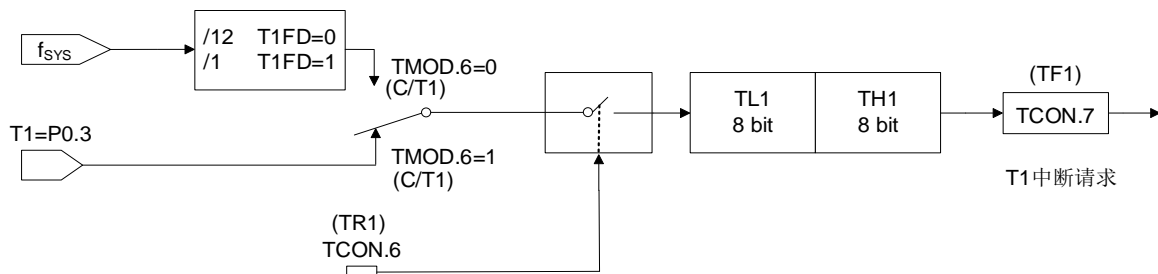 fSYS
/12 T1FD=0
/1 T1FD=1
TMOD.6=0
(C/T1)
T1=P0.3
TMOD.6=1
(C/T1)
(TR1)
TCON.6
TL1
8 bit
TH1
8 bit
(TF1)
TCON.7
T1中断请求